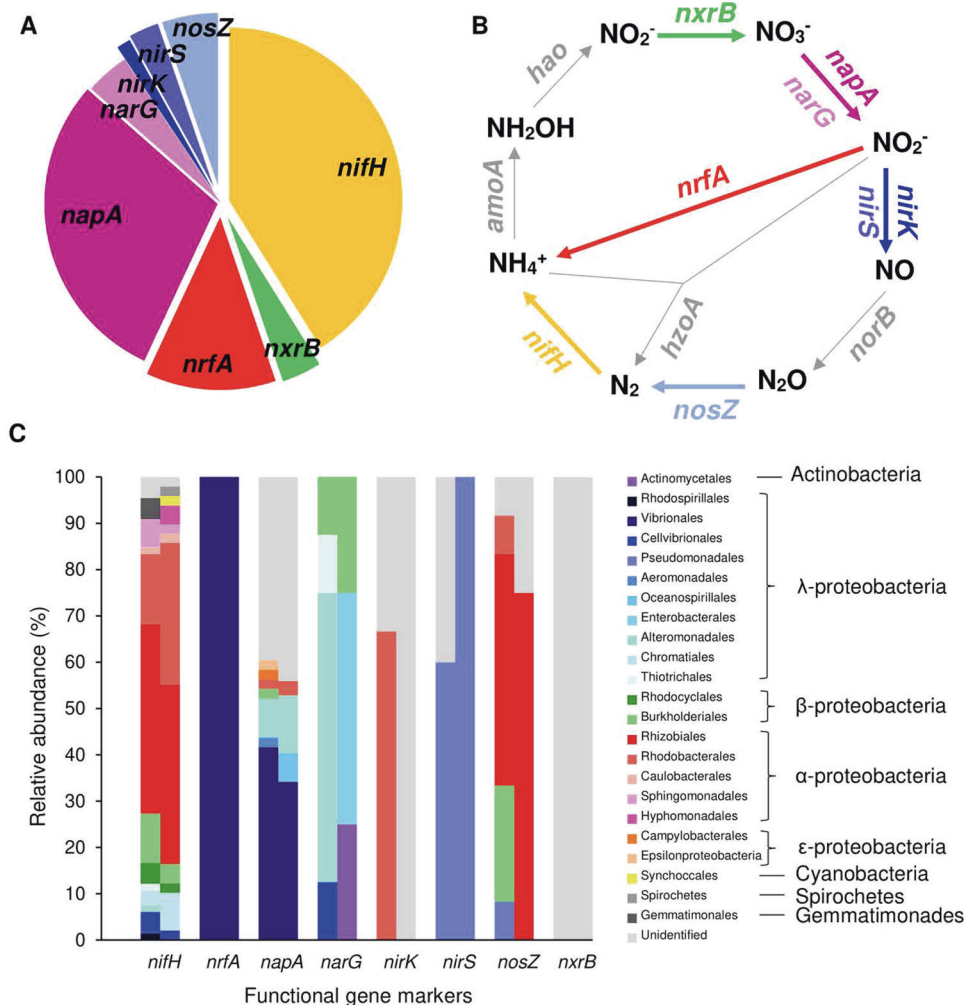 A
nosZ
nirS
nirK
narG
nifH
napA
nrfA
nxrB
B
NO2-
nxrB
NO3-
hao
napA
narG
NH2OH
NO2-
nrfA
amoA
nirS
nirK
NH4+
NO
nifH
hzoA
norB
N2
N2O
nosZ
C
Relative abundance (%)
100
90
80
70
60
50
40
30
20
10
0
nifH nrfA napA narG nirK nirS nosZ nxrB
Functional gene markers
Actinomycetales
Rhodospirillales
Vibrionales
Cellvibrionales
Pseudomonadales
Aeromonadales
Oceanospirillales
Enterobacterales
Alteromonadales
Chromatiales
Thiotrichales
Rhodocyclales
Burkholderiales
Rhizobiales
Rhodobacterales
Caulobacterales
Sphingomonadales
Hyphomonadales
Campylobacterales
Epsilonproteobacteria
Synchoccales
Spirochetes
Gemmatimonales
Unidentified
Actinobacteria
λ-proteobacteria
β-proteobacteria
α-proteobacteria
ε-proteobacteria
Cyanobacteria
Spirochetes
Gemmatimonades